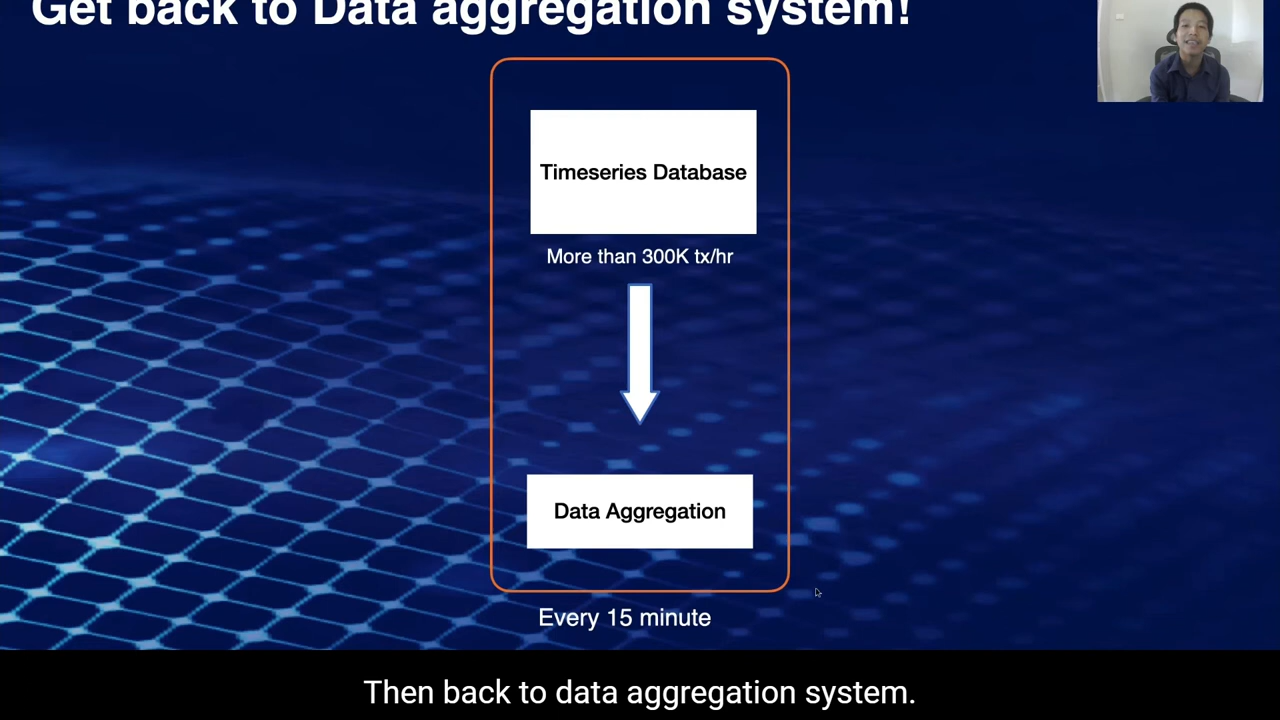 Get back to Data aggregation system!
Timeseries Database
More than 300K tx/hr
Data Aggregation
Every 15 minute
Then back to data aggregation system.